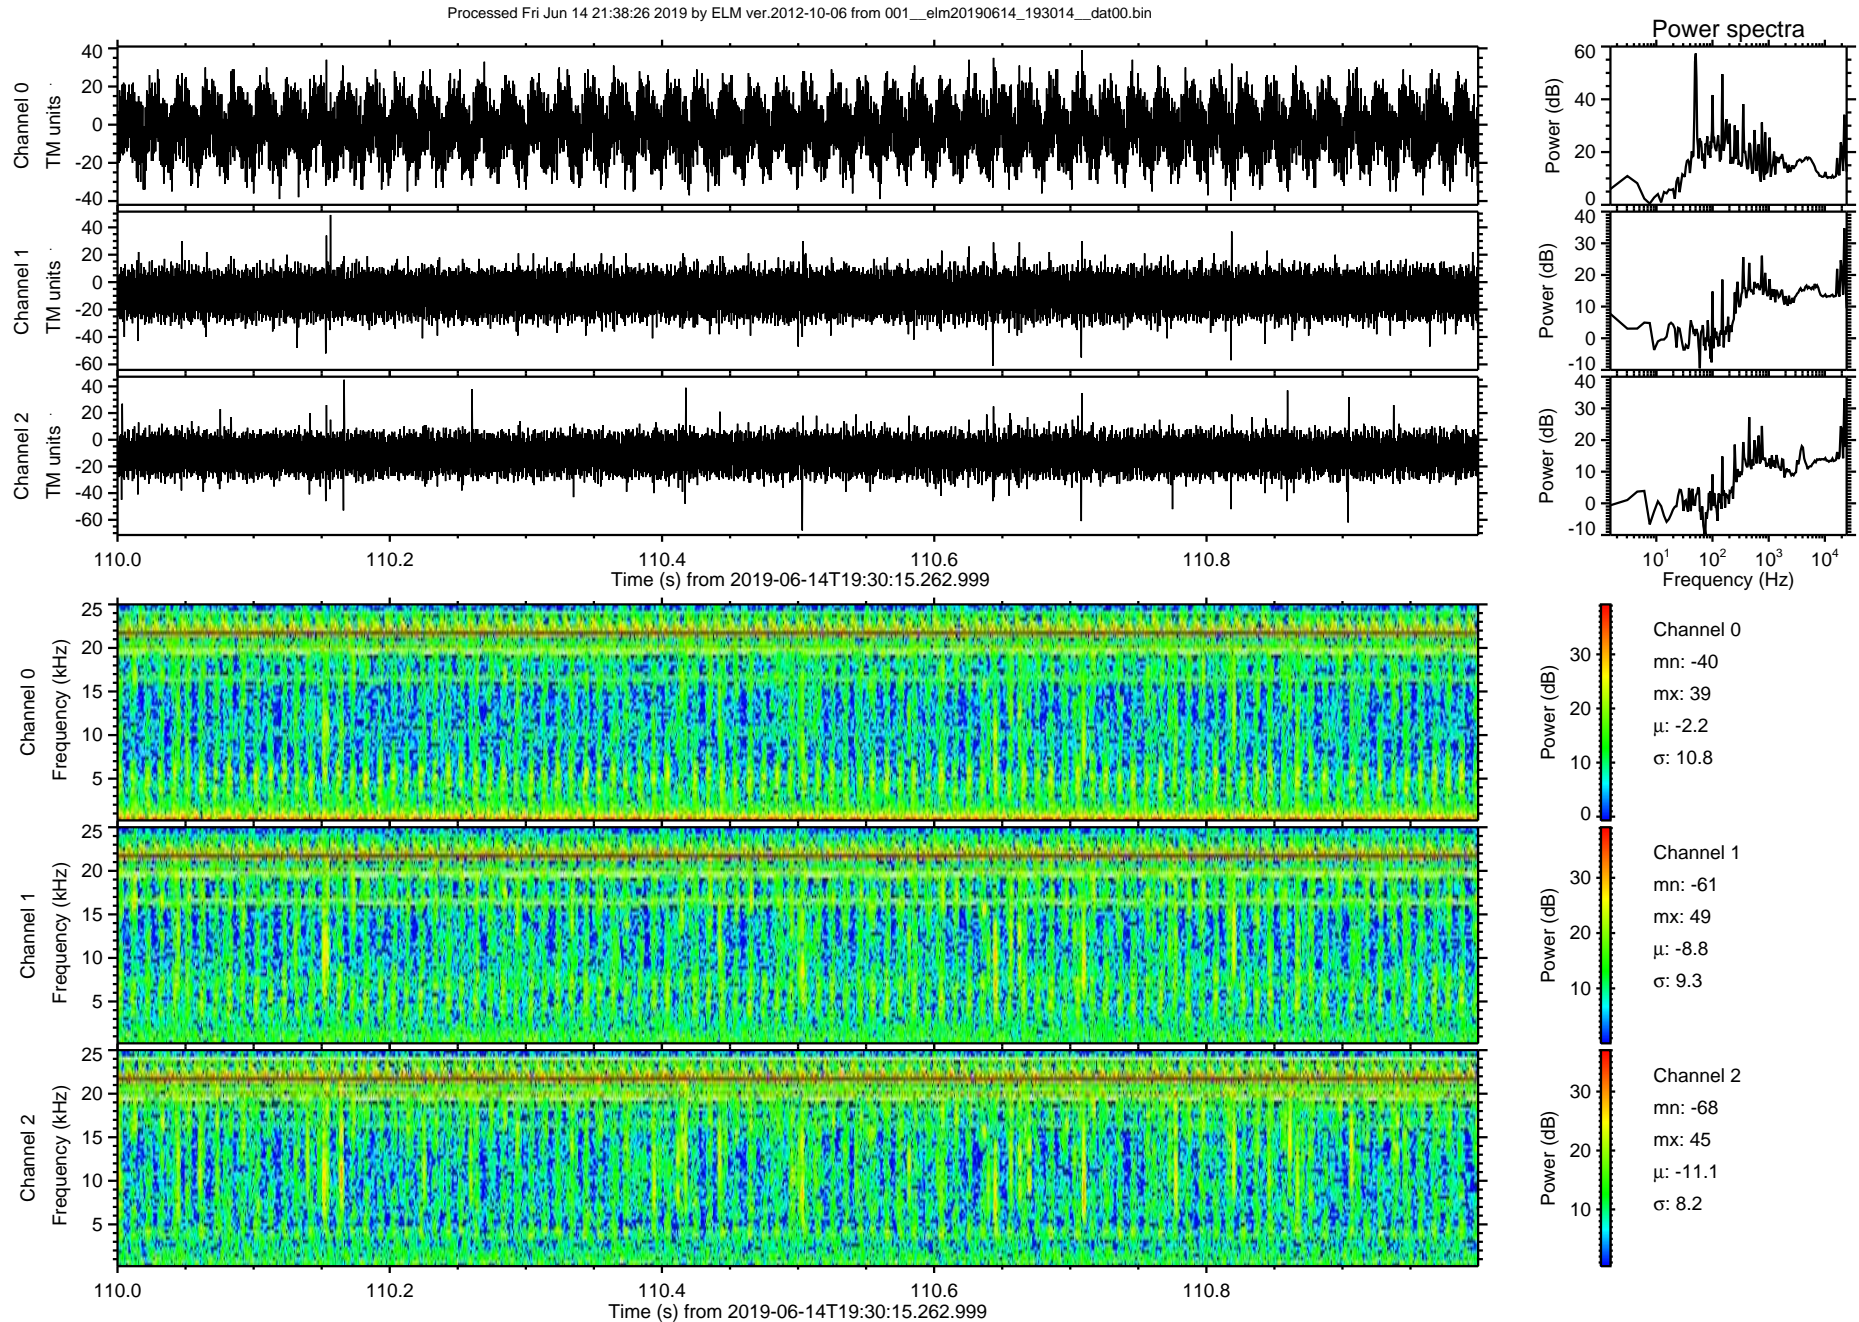 Processed Fri Jun 14 21:38:26 2019 by ELM ver.2012-10-06 from 001__elm20190614_193014__dat00.bin
Power spectra
Channel 0
TM units
40
20
0
-20
-40
Power (dB)
60
40
20
0
Channel 1
TM units
40
20
0
-20
-40
-60
Power (dB)
40
30
20
10
0
-10
Channel 2
TM units
40
20
0
-20
-40
-60
Power (dB)
40
30
20
10
0
-10
110.0 110.2 110.4 110.6 110.8
Time (s) from 2019-06-14T19:30:15.262.999
10^1 10^2 10^3 10^4
Frequency (Hz)
Channel 0
Frequency (kHz)
25
20
15
10
5
Power (dB)
30
20
10
0
Channel 0
mn: -40
mx: 39
μ: -2.2
σ: 10.8
Channel 1
Frequency (kHz)
25
20
15
10
5
Power (dB)
30
20
10
Channel 1
mn: -61
mx: 49
μ: -8.8
σ: 9.3
Channel 2
Frequency (kHz)
25
20
15
10
5
Power (dB)
30
20
10
Channel 2
mn: -68
mx: 45
μ: -11.1
σ: 8.2
110.0 110.2 110.4 110.6 110.8
Time (s) from 2019-06-14T19:30:15.262.999